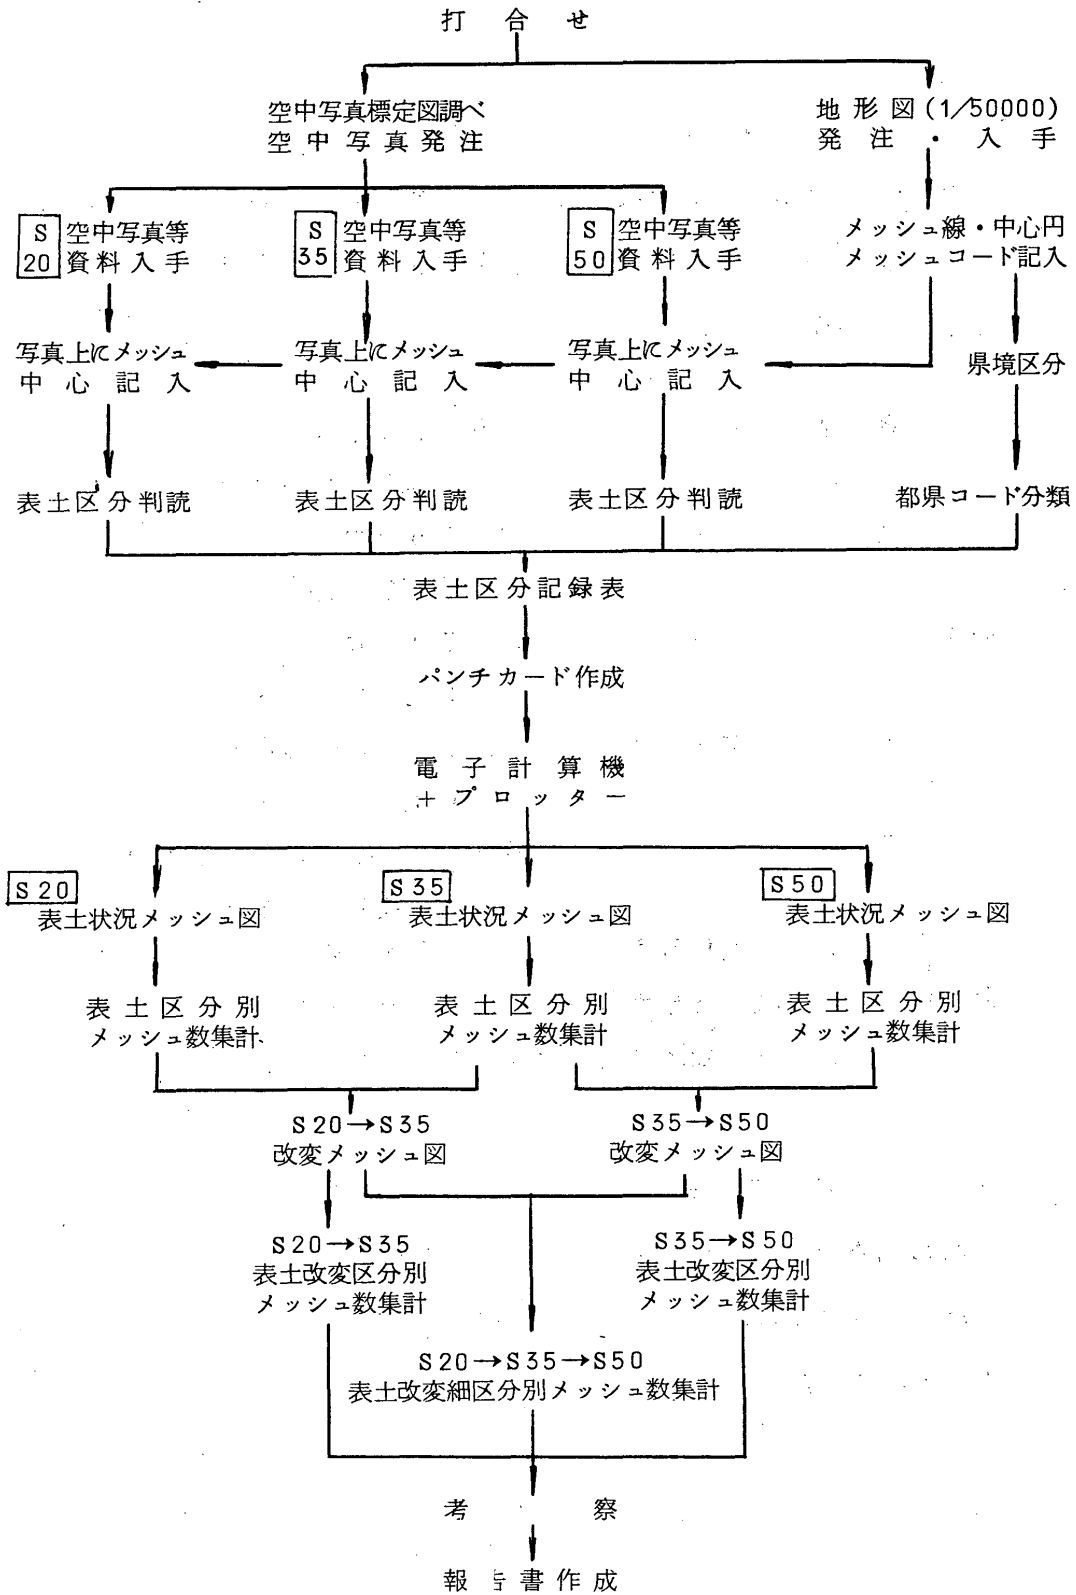 打合せ
空中写真標定図調べ
空中写真発注
地形図(1/50000)
発注・入手
S
20
空中写真等
資料入手
S
35
空中写真等
資料入手
S
50
空中写真等
資料入手
メッシュ線・中心円
メッシュコード記入
写真上にメッシュ
中心記入
写真上にメッシュ
中心記入
写真上にメッシュ
中心記入
県境区分
表土区分判読
表土区分判読
表土区分判読
都県コード分類
表土区分記録表
パンチカード作成
電子計算機
+プロッター
S20
表土状況メッシュ図
S35
表土状況メッシュ図
S50
表土状況メッシュ図
表土区分別
メッシュ数集計
表土区分別
メッシュ数集計
表土区分別
メッシュ数集計
S20→S35
改変メッシュ図
S35→S50
改変メッシュ図
S20→S35
表土改変区分別
メッシュ数集計
S35→S50
表土改変区分別
メッシュ数集計
S20→S35→S50
表土改変細区分別メッシュ数集計
考察
報告書作成